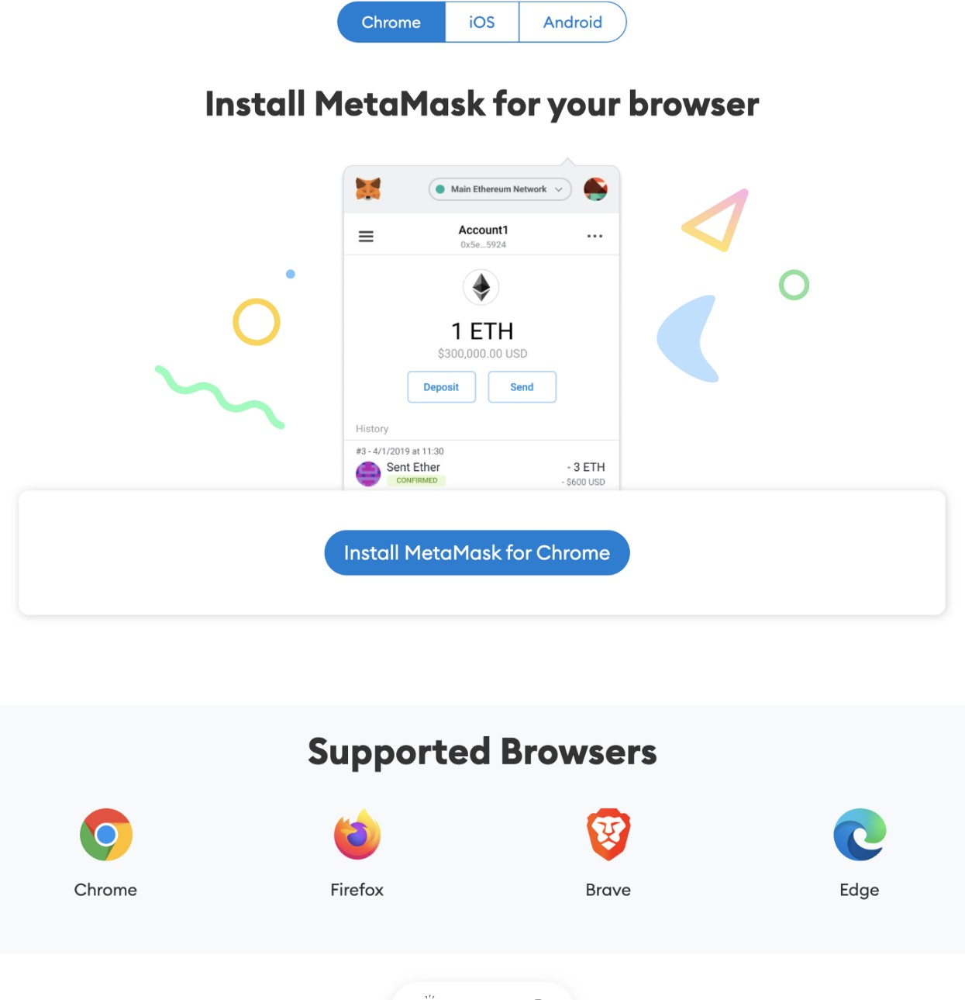 Chrome
iOS
Android
Install MetaMask for your browser
Main Ethereum Network
Account1
0x5e...5924
1 ETH
$300,000.00 USD
Deposit
Send
History
#3 - 4/1/2019 at 11:30
Sent Ether
- 3 ETH
CONFIRMED
- $600 USD
Install MetaMask for Chrome
Supported Browsers
Chrome
Firefox
Brave
Edge